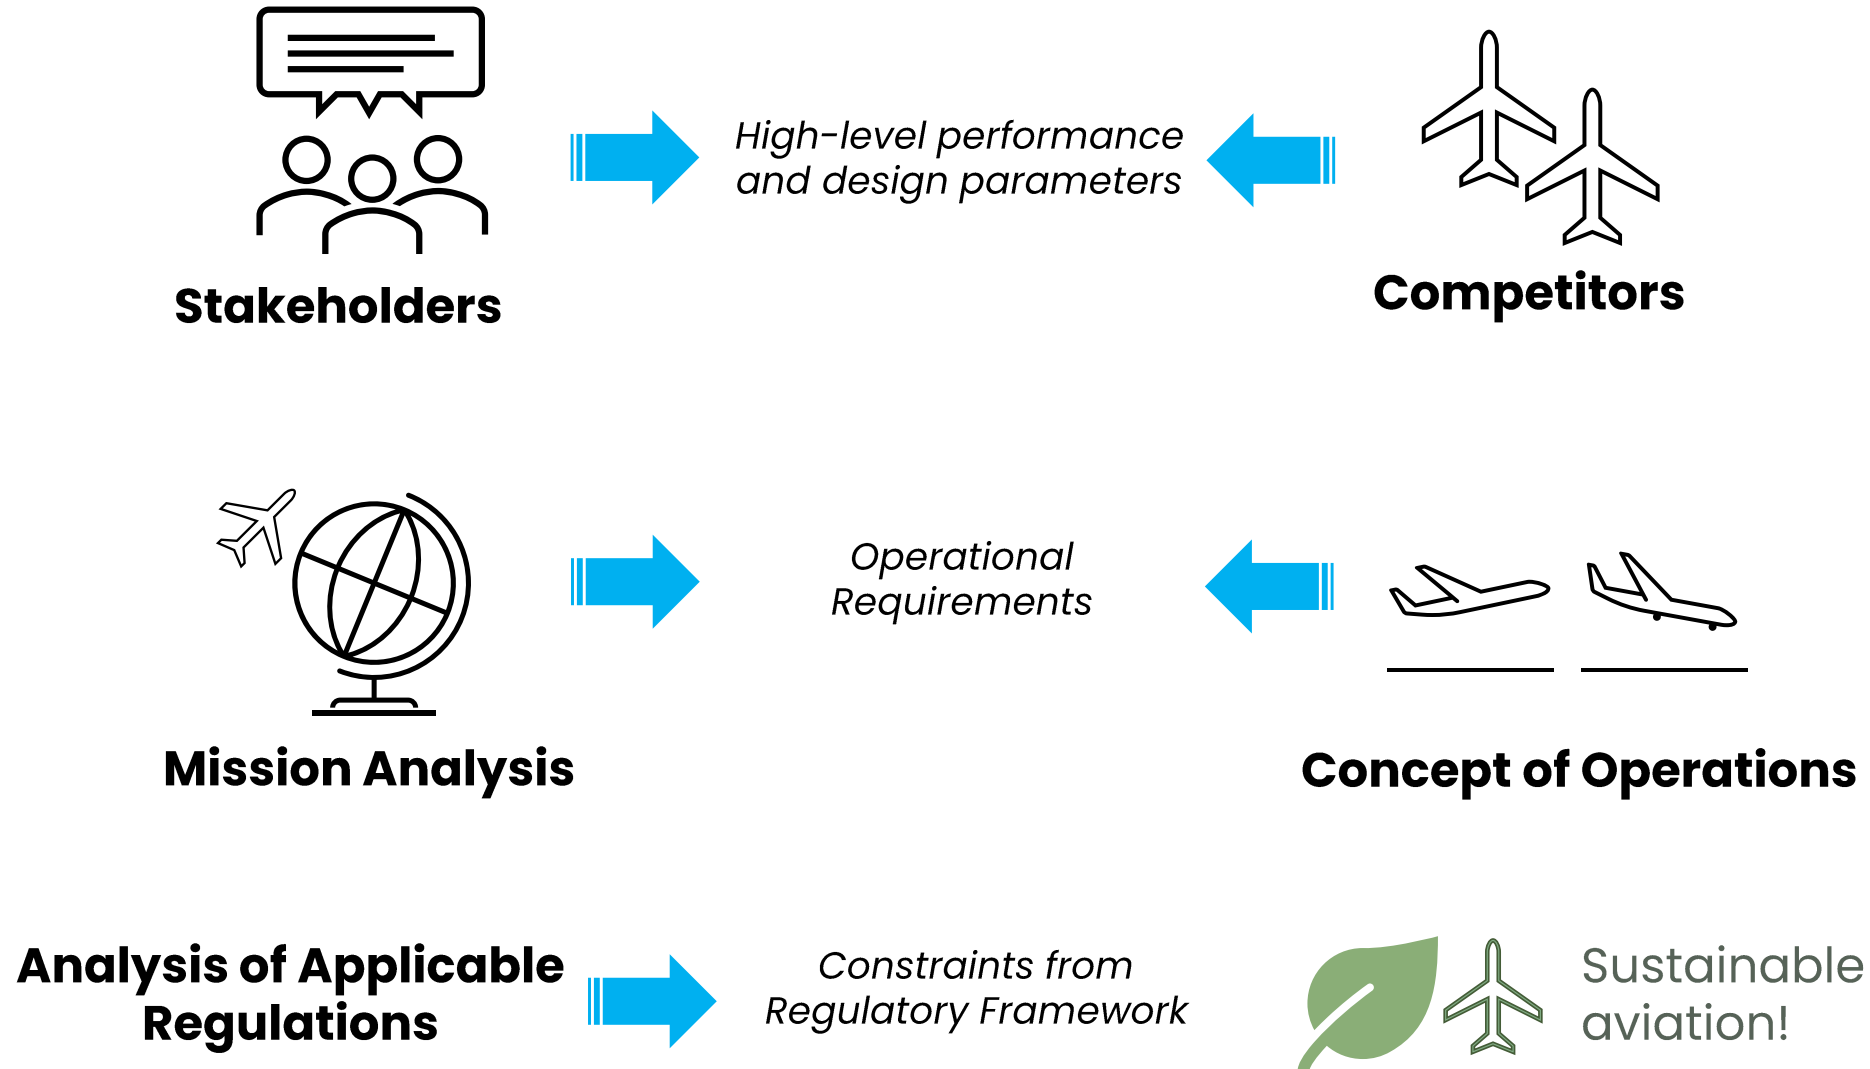 High-level performance
and design parameters
Stakeholders
Competitors
Operational
Requirements
Mission Analysis
Concept of Operations
Analysis of Applicable
Regulations
Constraints from
Regulatory Framework
Sustainable
aviation!